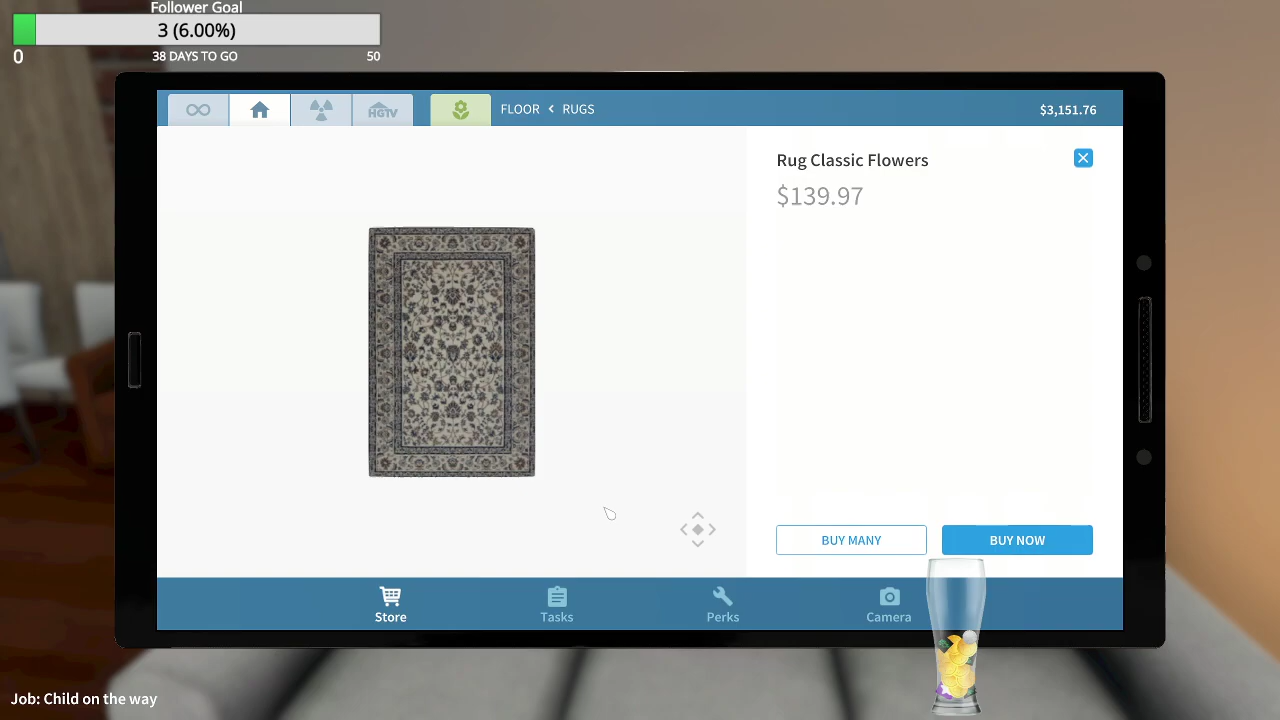 Follower Goal
3 (6.00%)
0
38 DAYS TO GO
50
HGTV
FLOOR < RUGS
$3,151.76
Rug Classic Flowers
$139.97
BUY MANY
BUY NOW
Store
Tasks
Perks
Camera
Job: Child on the way